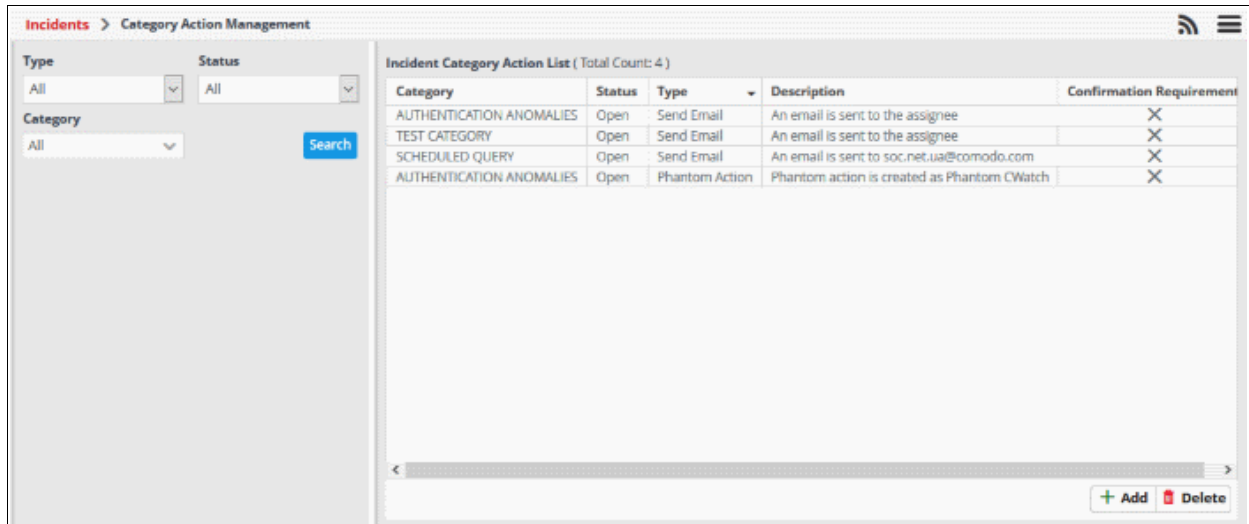 Incidents > Category Action Management
Type Status
All All
Category
All Search
Incident Category Action List ( Total Count: 4 )
Category Status Type Description Confirmation Requirement
AUTHENTICATION ANOMALIES Open Send Email An email is sent to the assignee
TEST CATEGORY Open Send Email An email is sent to the assignee
SCHEDULED QUERY Open Send Email An email is sent to soc.net.ua@comodo.com
AUTHENTICATION ANOMALIES Open Phantom Action Phantom action is created as Phantom CWatch
Add Delete